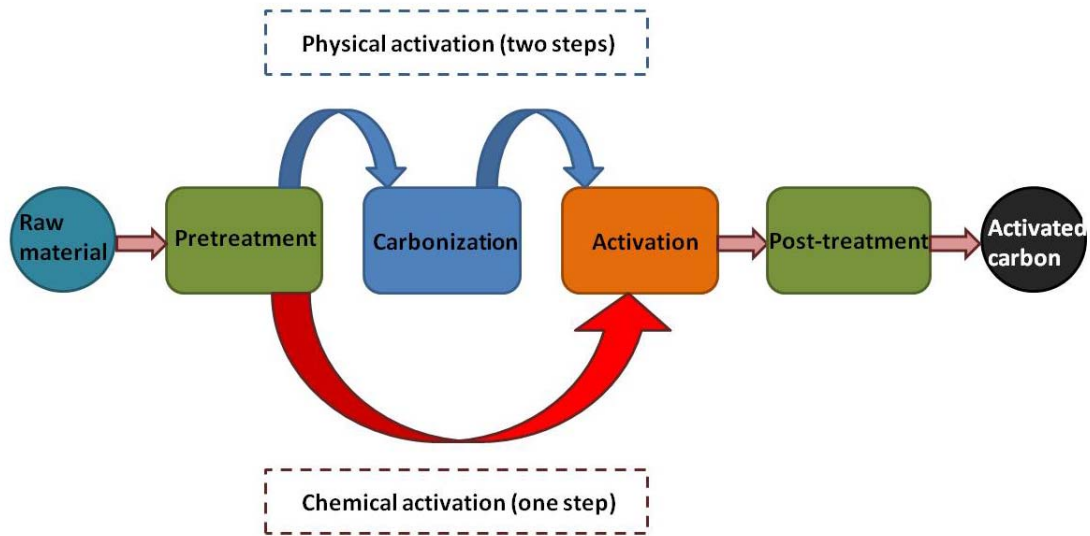 Physical activation (two steps)
Raw
material
Pretreatment
Carbonization
Activation
Post-treatment
Activated
carbon
Chemical activation (one step)